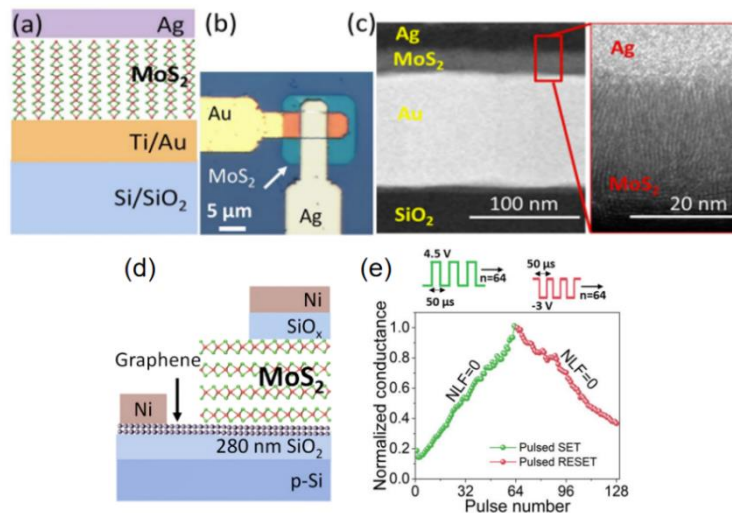 (a)
Ag
MoS₂
Ti/Au
Si/SiO₂
(b)
Au
MoS₂
Ag
5 μm
(c)
Ag
MoS₂
Au
SiO₂
100 nm
Ag
MoS₂
20 nm
(d)
Ni
SiOₓ
Graphene
MoS₂
Ni
280 nm SiO₂
p-Si
(e)
4.5 V
n=64
50 μs
50 μs
n=64
-3 V
Normalized conductance
1.0
0.8
0.6
0.4
0.2
0.0
NLF=0
NLF=0
Pulsed SET
Pulsed RESET
0 32 64 96 128
Pulse number